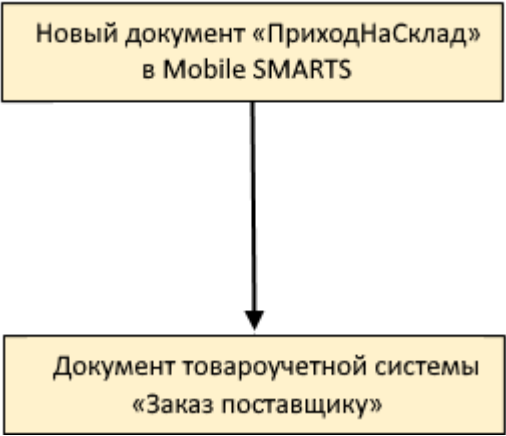 Новый документ «ПриходНаСклад»
в Mobile SMARTS
Документ товароучетной системы
«Заказ поставщику»